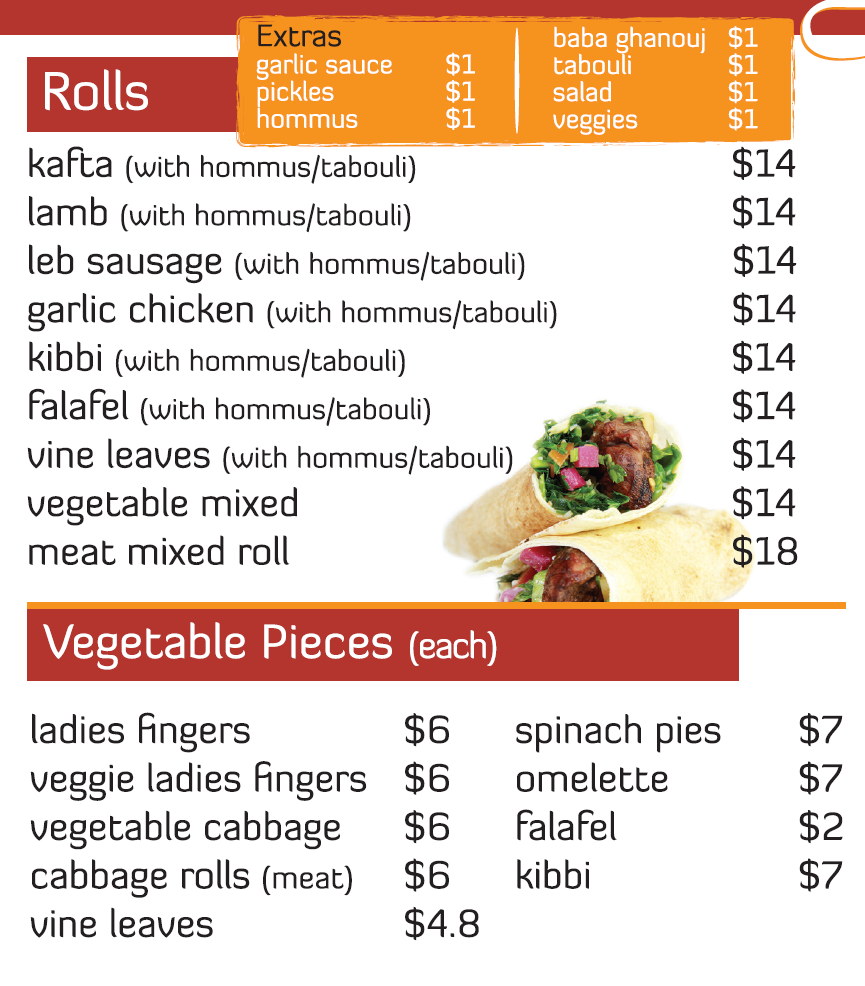 Extras
garlic sauce $1
pickles $1
hommus $1
baba ghanouj $1
tabouli $1
salad $1
veggies $1
Rolls
kafta (with hommus/tabouli) $14
lamb (with hommus/tabouli) $14
leb sausage (with hommus/tabouli) $14
garlic chicken (with hommus/tabouli) $14
kibbi (with hommus/tabouli) $14
falafel (with hommus/tabouli) $14
vine leaves (with hommus/tabouli) $14
vegetable mixed $14
meat mixed roll $18
Vegetable Pieces (each)
ladies fingers $6
veggie ladies fingers $6
vegetable cabbage $6
cabbage rolls (meat) $6
vine leaves $4.8
spinach pies $7
omelette $7
falafel $2
kibbi $7